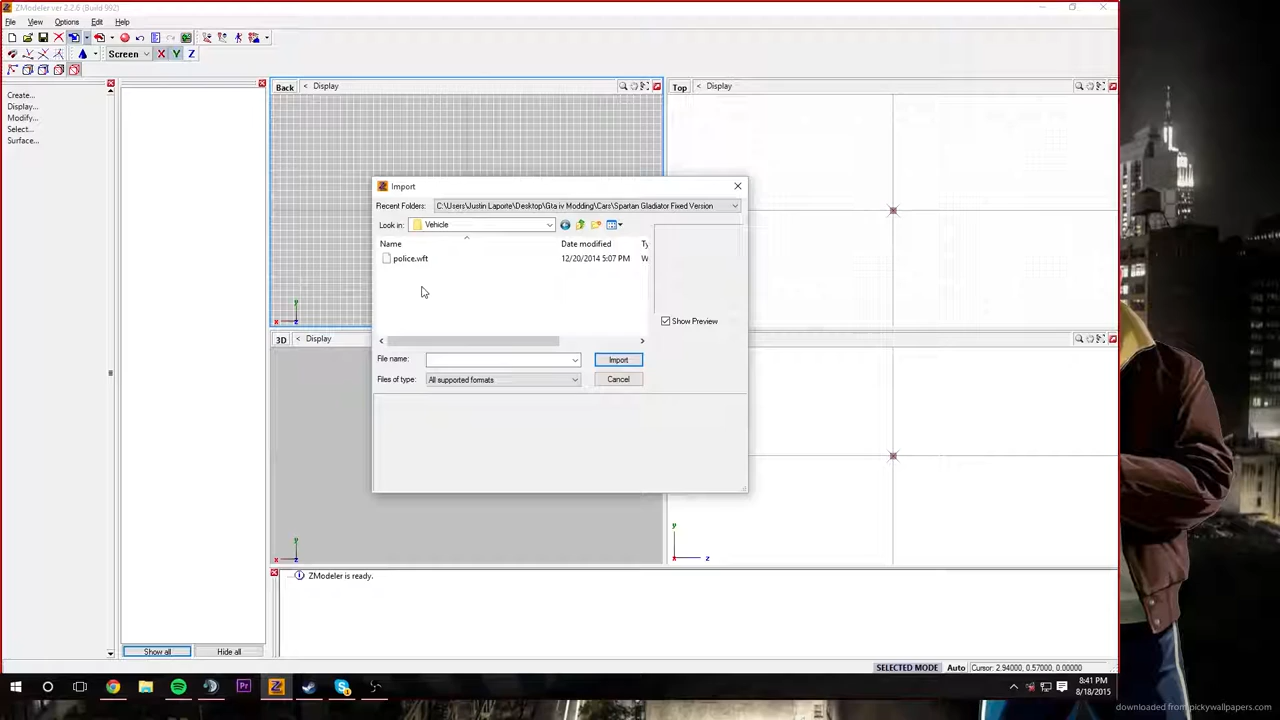 ZModeler ver 2.2.6 (Build 992)
File View Options Edit Help
Screen X Y Z
Create...
Display...
Modify...
Select...
Surface...
Back < Display
Top < Display
Import
Recent Folders: C:\Users\Justin Laporte\Desktop\Gta iv Modding\Cars\Spartan Gladiator Fixed Version
Look in: Vehicle
Name Date modified Ty
police.wft 12/20/2014 5:07 PM W
Show Preview
File name: Import
Files of type: All supported formats Cancel
y
x z
3D < Display
y
x z
y
x z
ZModeler is ready.
Show all Hide all
SELECTED MODE Auto Cursor: 2.94000, 0.57000, 0.00000
8:41 PM
8/18/2015
downloaded from pickywallpapers.com